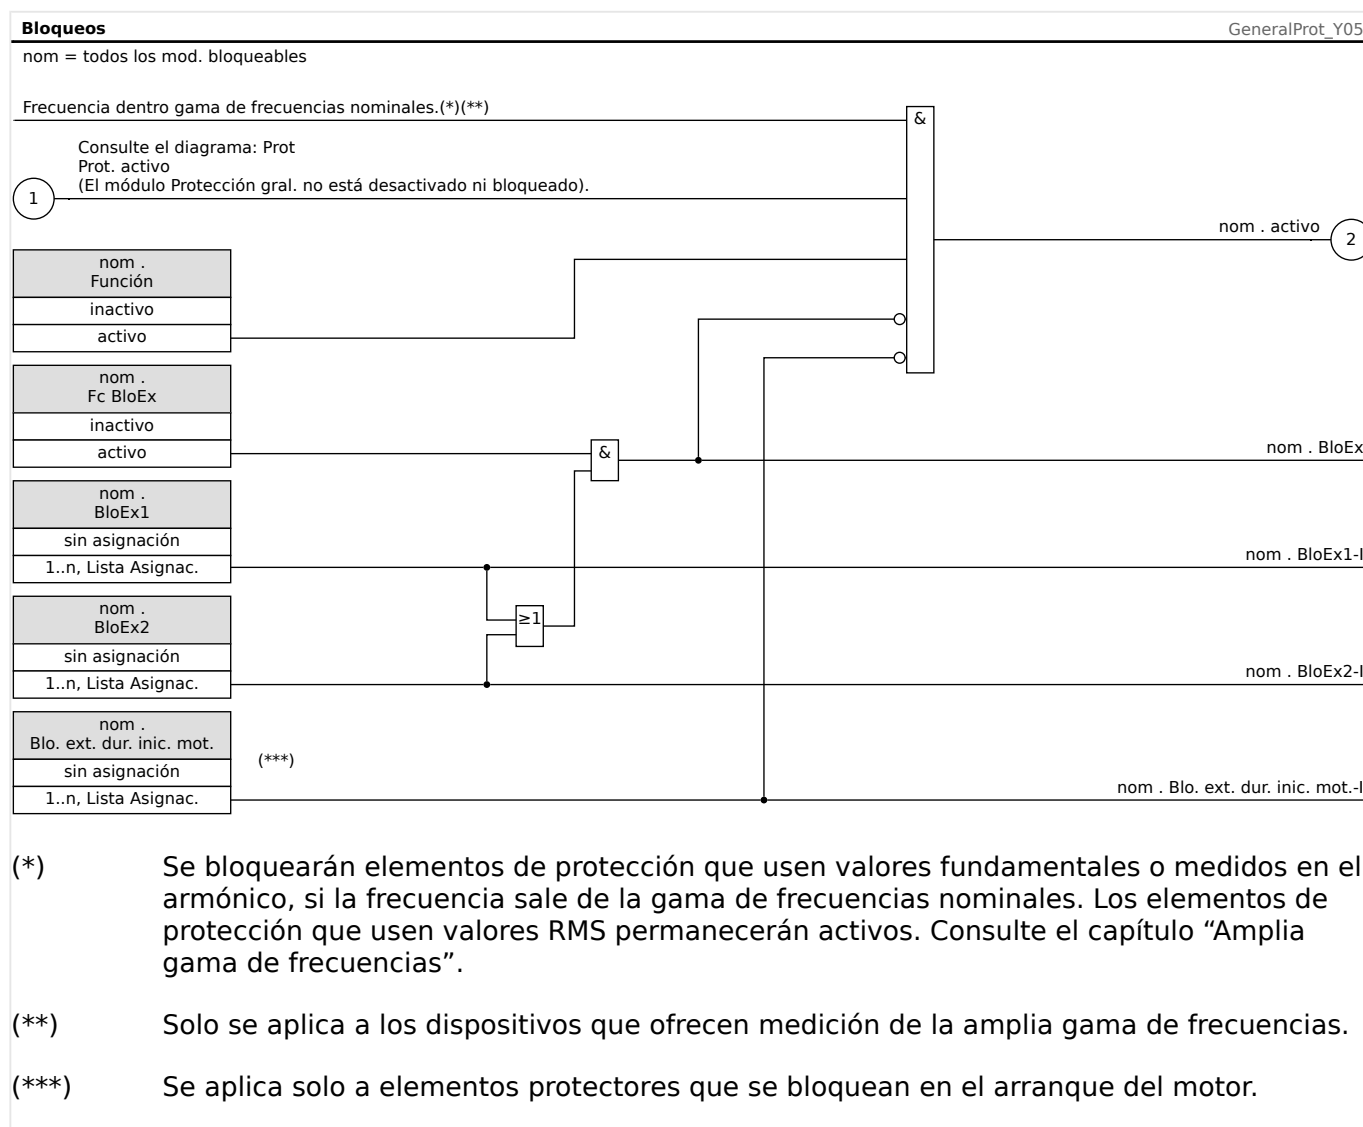 Bloqueos
GeneralProt_Y05
nom = todos los mod. bloqueables
Frecuencia dentro gama de frecuencias nominales.(*)(**)
&
Consulte el diagrama: Prot
Prot. activo
(El módulo Protección gral. no está desactivado ni bloqueado).
1
nom . activo
2
nom .
Función
inactivo
activo
nom .
Fc BloEx
inactivo
activo
&
nom . BloEx
nom .
BloEx1
sin asignación
1..n, Lista Asignac.
nom . BloEx1-I
≥1
nom .
BloEx2
sin asignación
1..n, Lista Asignac.
nom . BloEx2-I
nom .
Blo. ext. dur. inic. mot.
(***)
sin asignación
1..n, Lista Asignac.
nom . Blo. ext. dur. inic. mot.-I
(*) Se bloquearán elementos de protección que usen valores fundamentales o medidos en el
armónico, si la frecuencia sale de la gama de frecuencias nominales. Los elementos de
protección que usen valores RMS permanecerán activos. Consulte el capítulo “Amplia
gama de frecuencias”.
(**) Solo se aplica a los dispositivos que ofrecen medición de la amplia gama de frecuencias.
(***) Se aplica solo a elementos protectores que se bloquean en el arranque del motor.